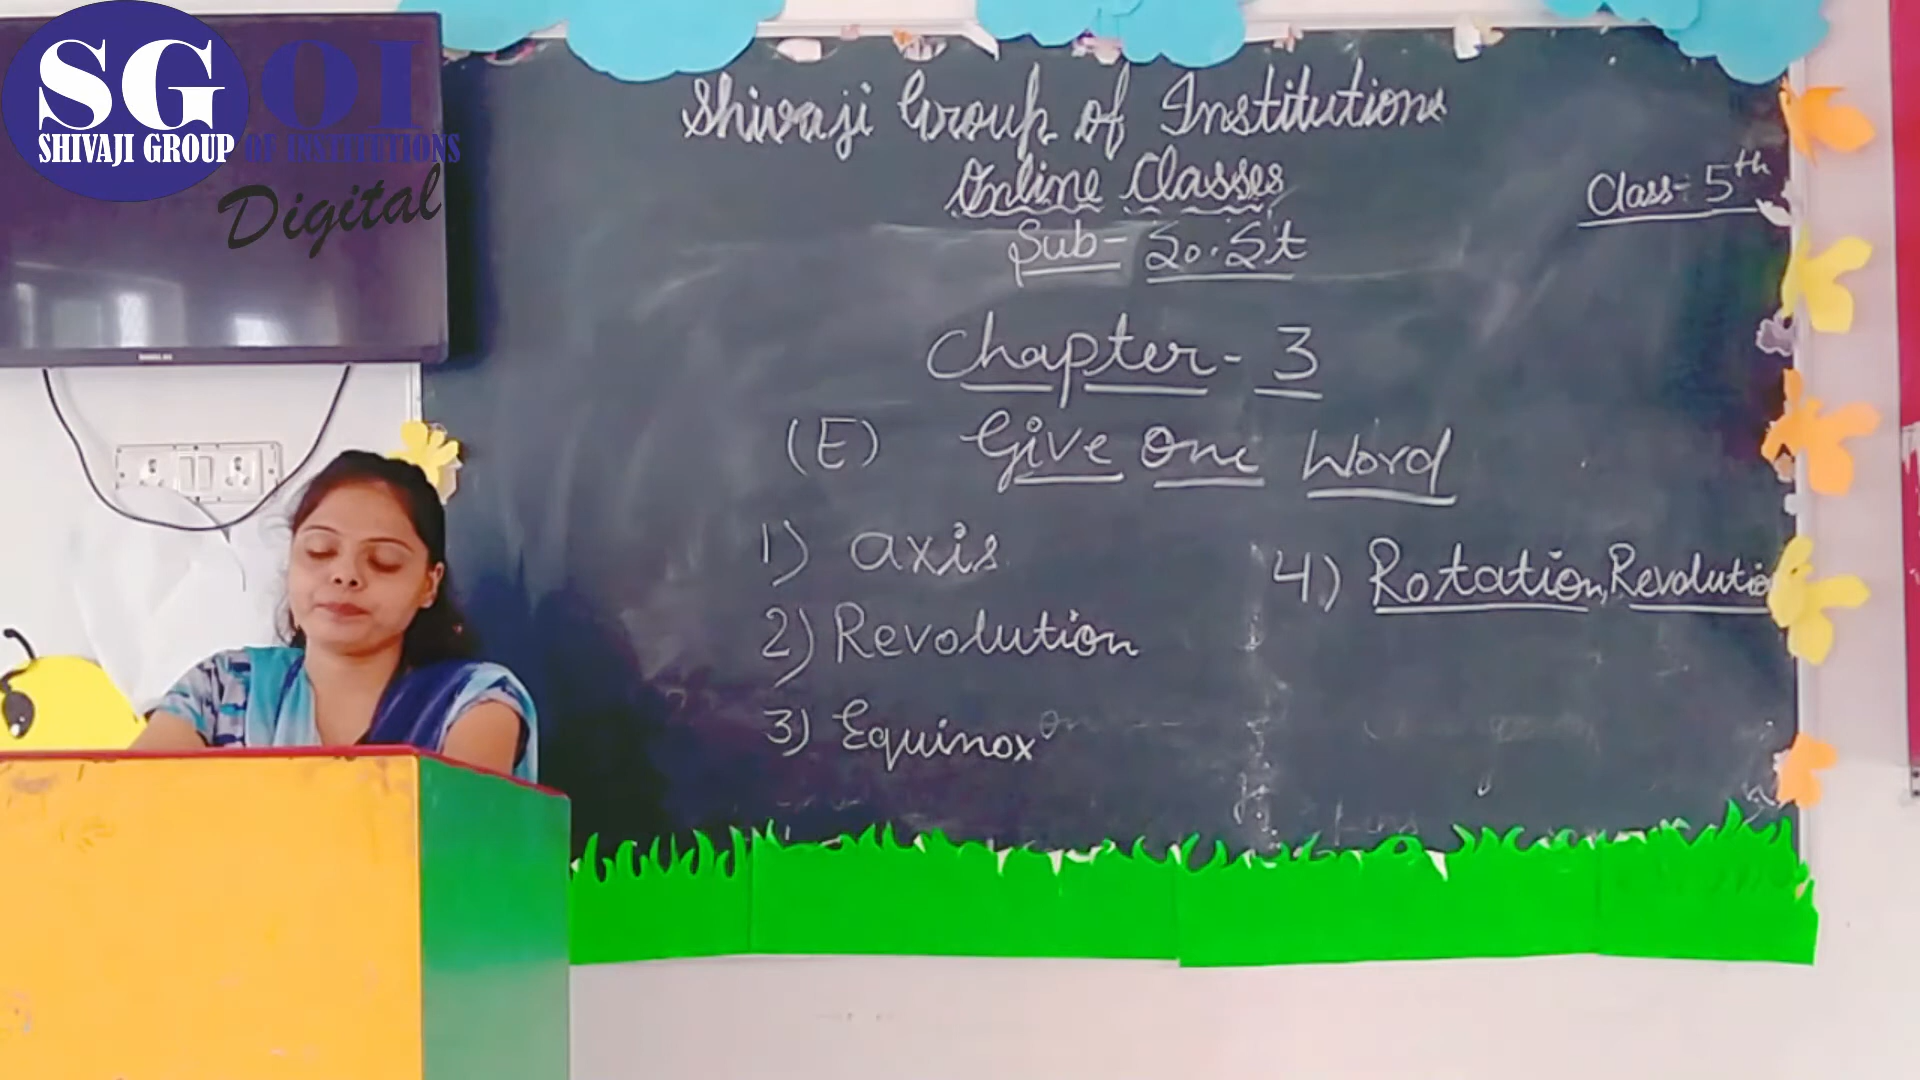 SGOI
SHIVAJI GROUP OF INSTITUTIONS
Digital
Shivaji Group of Institutions
Online Classes
Class- 5th
Sub- So.St
Chapter - 3
(E) Give One Word
1) axis
2) Revolution
3) Equinox
4) Rotation, Revolution